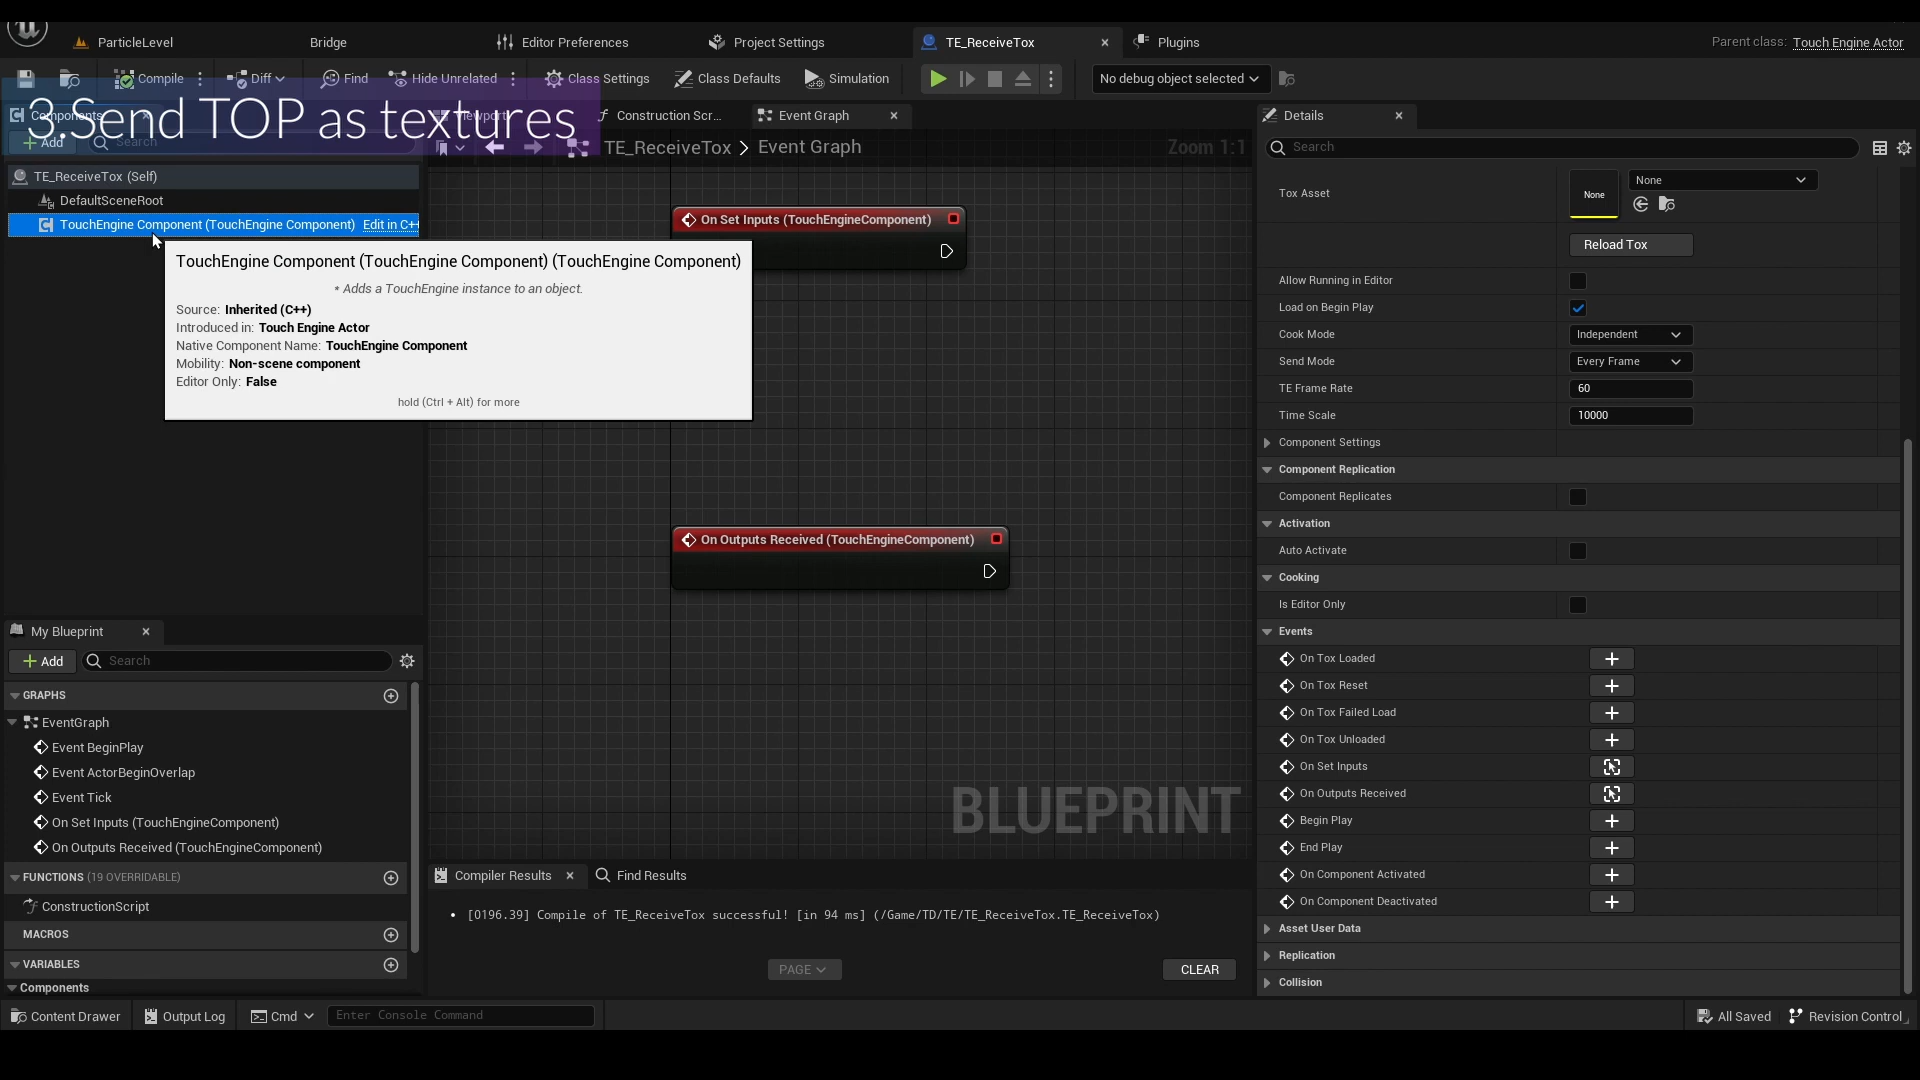 ParticleLevel
Bridge
Editor Preferences
Project Settings
TE_ReceiveTox
Plugins
Parent class: Touch Engine Actor
Compile
Diff
Find
Hide Unrelated
Class Settings
Class Defaults
Simulation
No debug object selected
3.Send TOP as textures
Components
Viewport
Construction Scr...
Event Graph
Details
Add
Search
TE_ReceiveTox > Event Graph
Zoom 1:1
Search
TE_ReceiveTox (Self)
DefaultSceneRoot
TouchEngine Component (TouchEngine Component) Edit in C++
TouchEngine Component (TouchEngine Component) (TouchEngine Component)
* Adds a TouchEngine instance to an object.
Source: Inherited (C++)
Introduced in: Touch Engine Actor
Native Component Name: TouchEngine Component
Mobility: Non-scene component
Editor Only: False
hold (Ctrl + Alt) for more
On Set Inputs (TouchEngineComponent)
On Outputs Received (TouchEngineComponent)
BLUEPRINT
Tox Asset
None
None
Reload Tox
Allow Running in Editor
Load on Begin Play
Cook Mode
Independent
Send Mode
Every Frame
TE Frame Rate
60
Time Scale
10000
Component Settings
Component Replication
Component Replicates
Activation
Auto Activate
Cooking
Is Editor Only
Events
On Tox Loaded
On Tox Reset
On Tox Failed Load
On Tox Unloaded
On Set Inputs
On Outputs Received
Begin Play
End Play
On Component Activated
On Component Deactivated
Asset User Data
Replication
Collision
My Blueprint
Add
Search
GRAPHS
EventGraph
Event BeginPlay
Event ActorBeginOverlap
Event Tick
On Set Inputs (TouchEngineComponent)
On Outputs Received (TouchEngineComponent)
FUNCTIONS (19 OVERRIDABLE)
ConstructionScript
MACROS
VARIABLES
Components
Compiler Results
Find Results
• [0196.39] Compile of TE_ReceiveTox successful! [in 94 ms] (/Game/TD/TE/TE_ReceiveTox.TE_ReceiveTox)
PAGE
CLEAR
Content Drawer
Output Log
Cmd
Enter Console Command
All Saved
Revision Control